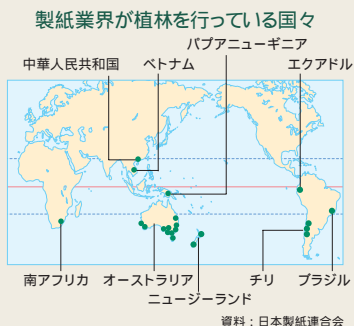 製紙業界が植林を行っている国々
パプアニューギニア
中華人民共和国 ベトナム エクアドル
南アフリカ オーストラリア チリ ブラジル
ニュージーランド
資料：日本製紙連合会